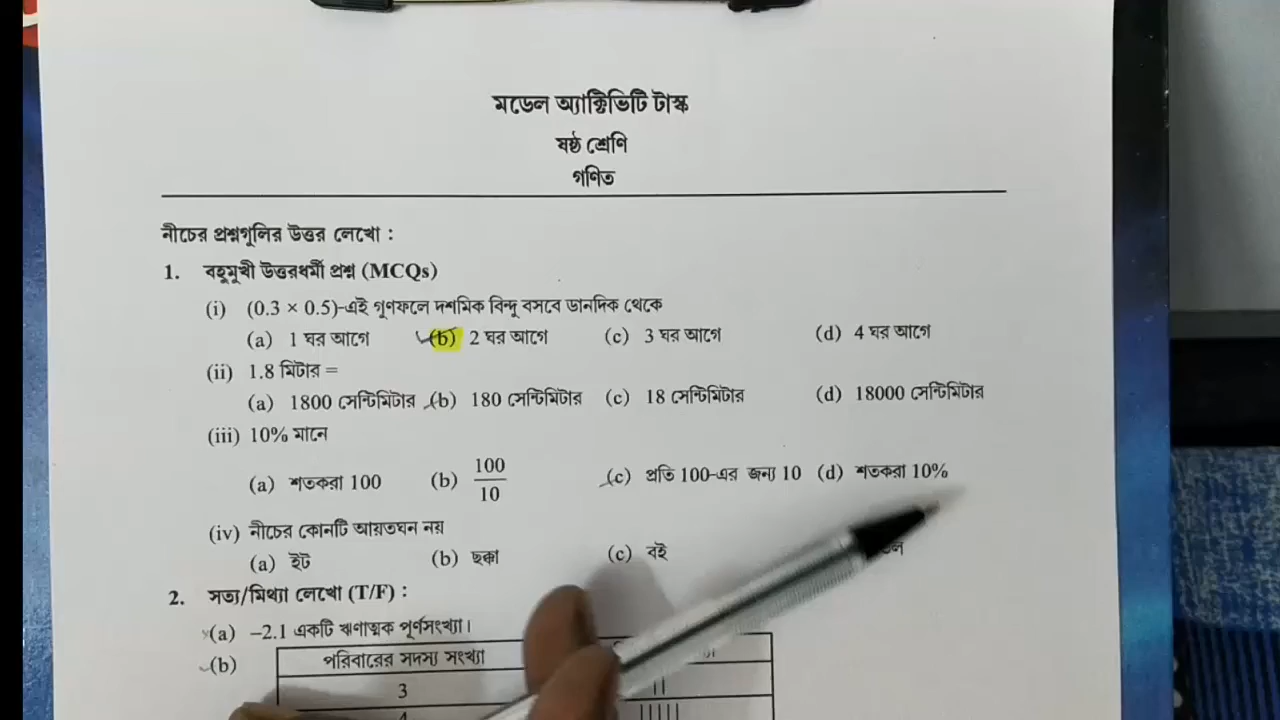 মডেল অ্যাক্টিভিটি টাস্ক
ষষ্ঠ শ্রেণি
গণিত
নীচের প্রশ্নগুলির উত্তর লেখো :
1. বহুমুখী উত্তরধর্মী প্রশ্ন (MCQs)
(i) (0.3 × 0.5)-এই গুণফলে দশমিক বিন্দু বসবে ডানদিক থেকে
(a) 1 ঘর আগে (b) 2 ঘর আগে (c) 3 ঘর আগে (d) 4 ঘর আগে
(ii) 1.8 মিটার =
(a) 1800 সেন্টিমিটার (b) 180 সেন্টিমিটার (c) 18 সেন্টিমিটার (d) 18000 সেন্টিমিটার
(iii) 10% মানে
(a) শতকরা 100 (b) 100/10 (c) প্রতি 100-এর জন্য 10 (d) শতকরা 10%
(iv) নীচের কোনটি আয়তঘন নয়
(a) ইট (b) ছক্কা (c) বই
2. সত্য/মিথ্যা লেখো (T/F) :
(a) –2.1 একটি ঋণাত্মক পূর্ণসংখ্যা।
(b) পরিবারের সদস্য সংখ্যা
3
4